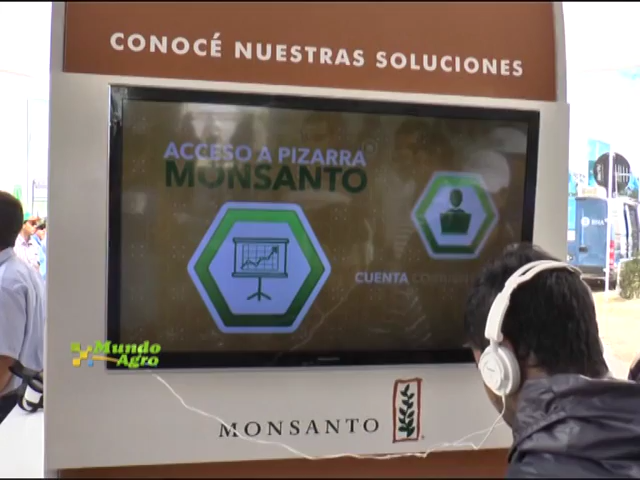 CONOCÉ NUESTRAS SOLUCIONES
ACCESO A PIZARRA
MONSANTO
CUENTA
Mundo
Agro
MONSANTO